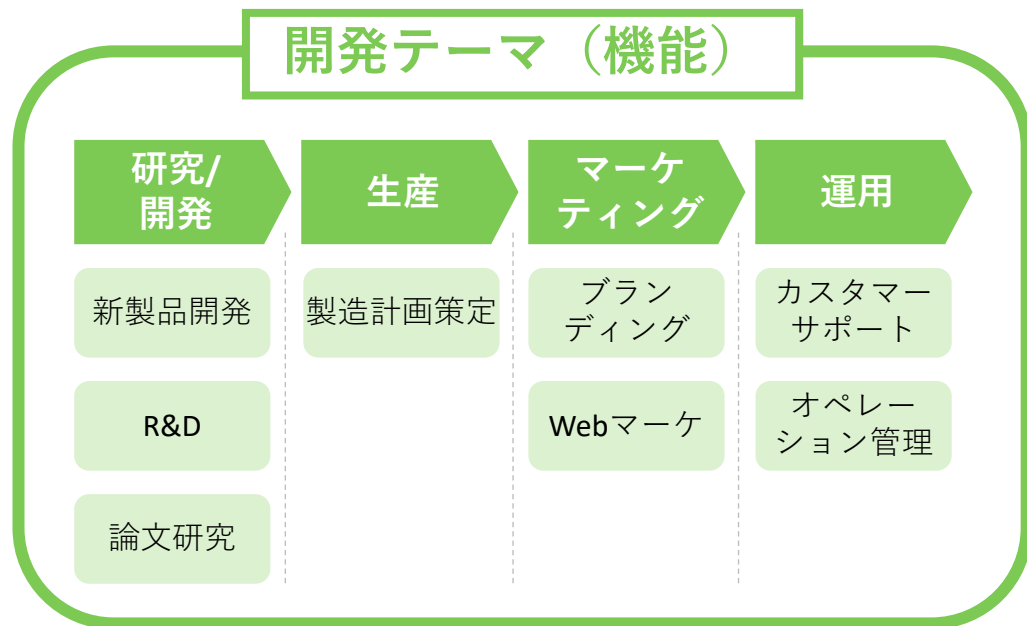 開発テーマ（機能）
研究/
開発
生産
マーケ
ティング
運用
新製品開発
製造計画策定
ブラン
ディング
カスタマー
サポート
R&D
Webマーケ
オペレー
ション管理
論文研究